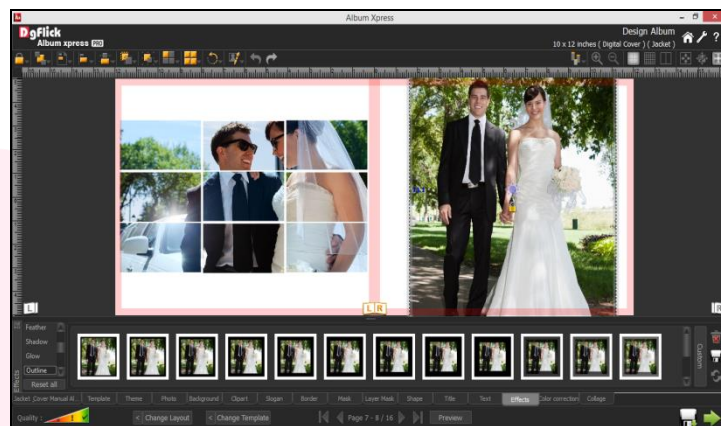 Album Xpress
DgFlick
Album xpress PRO
Design Album
10 x 12 inches ( Digital Cover ) ( Jacket )
L
L R
R
Feather
Shadow
Glow
Outline
Reset all
Effects
Custom
Jacket Cover Manual Al... Template Theme Photo Background Clipart Slogan Border Mask Layer Mask Shape Title Text Effects Color correction Collage
Quality : < Change Layout < Change Template Page 7 - 8 / 16 Preview